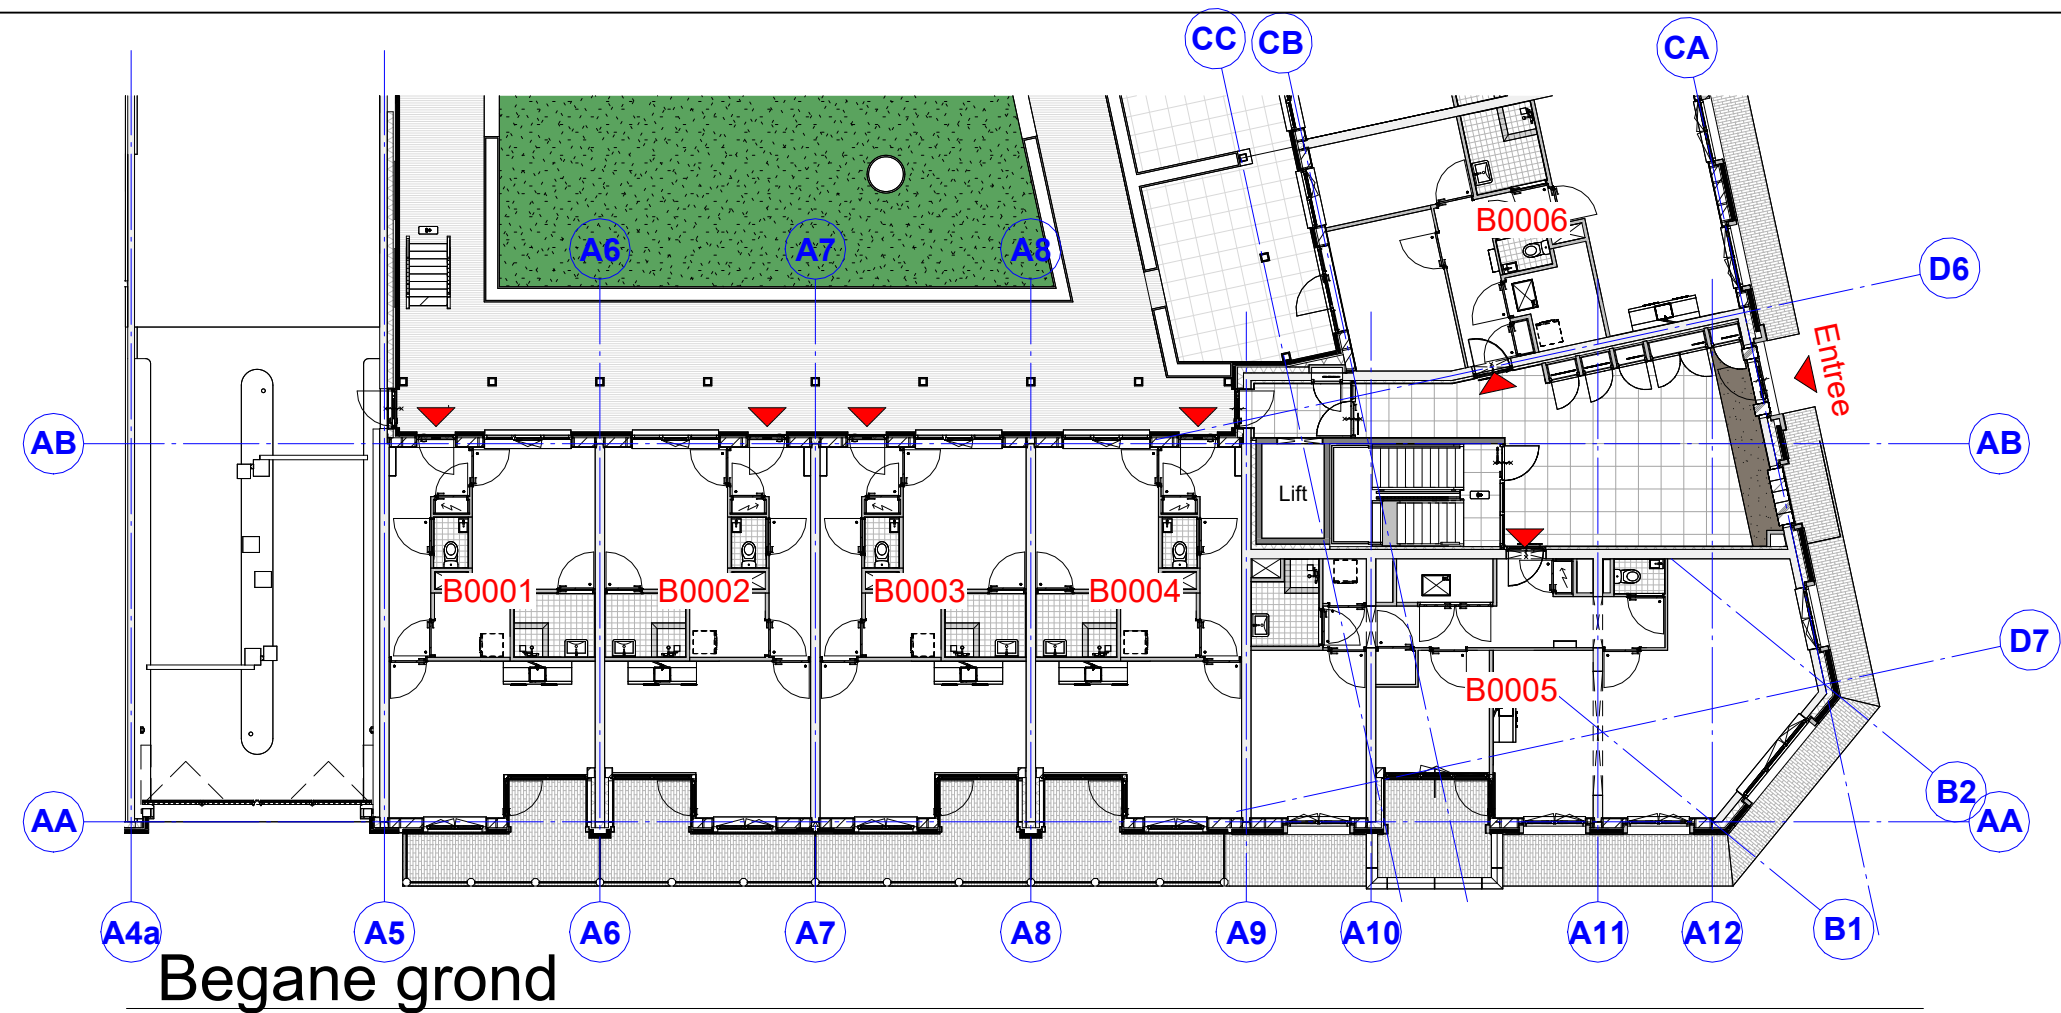 CC
CB
CA
B0006
A6
A7
A8
D6
Entree
AB
AB
Lift
B0001
B0002
B0003
B0004
D7
B0005
B2
AA
AA
A4a
A5
A6
A7
A8
A9
A10
A11
A12
B1
Begane grond